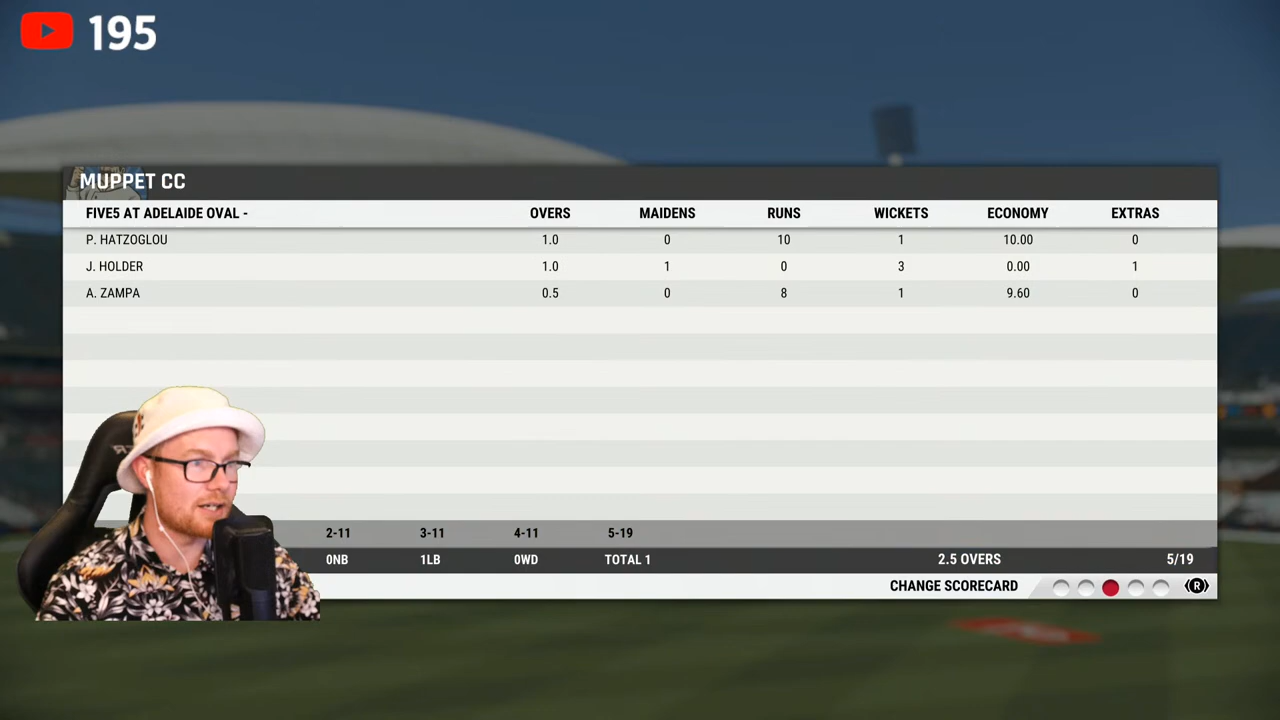 195
MUPPET CC
FIVE5 AT ADELAIDE OVAL - OVERS MAIDENS RUNS WICKETS ECONOMY EXTRAS
P. HATZOGLOU 1.0 0 10 1 10.00 0
J. HOLDER 1.0 1 0 3 0.00 1
A. ZAMPA 0.5 0 8 1 9.60 0
2-11 3-11 4-11 5-19
0NB 1LB 0WD TOTAL 1 2.5 OVERS 5/19
CHANGE SCORECARD R